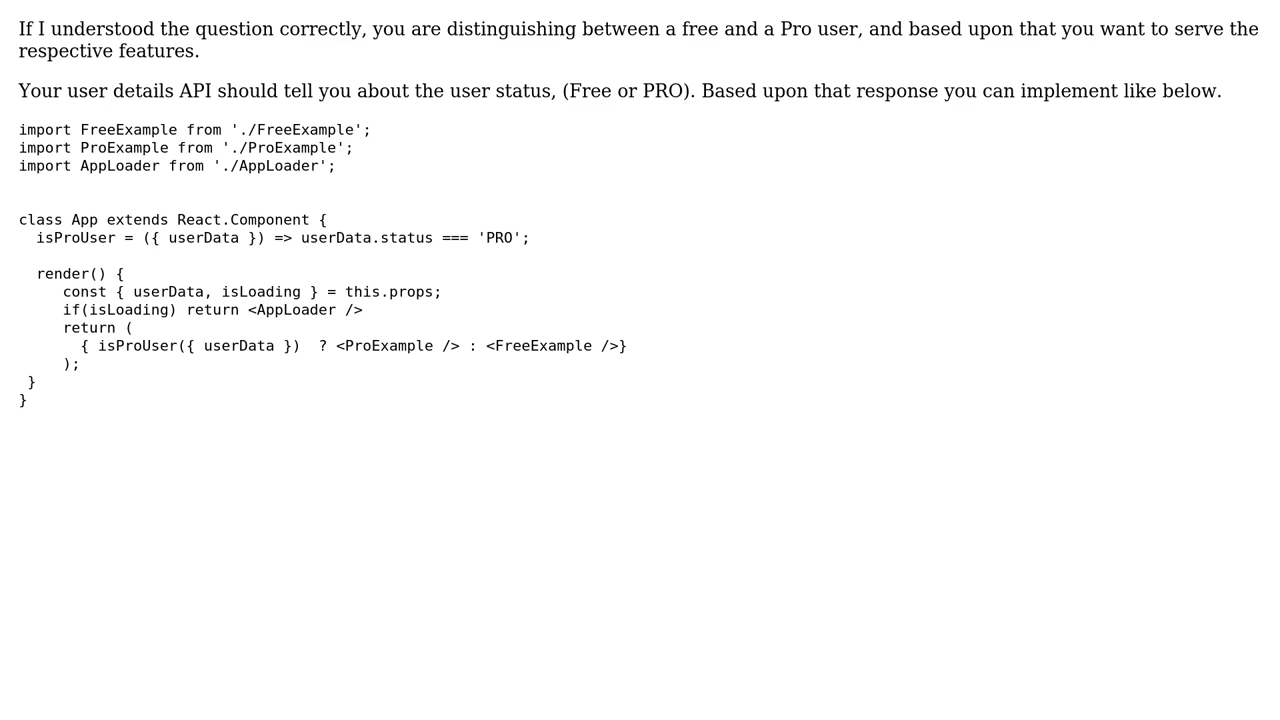 If I understood the question correctly, you are distinguishing between a free and a Pro user, and based upon that you want to serve the
respective features.
Your user details API should tell you about the user status, (Free or PRO). Based upon that response you can implement like below.
import FreeExample from './FreeExample';
import ProExample from './ProExample';
import AppLoader from './AppLoader';
class App extends React.Component {
  isProUser = ({ userData }) => userData.status === 'PRO';
  render() {
     const { userData, isLoading } = this.props;
     if(isLoading) return <AppLoader />
     return (
       { isProUser({ userData })  ? <ProExample /> : <FreeExample />}
     );
 }
}